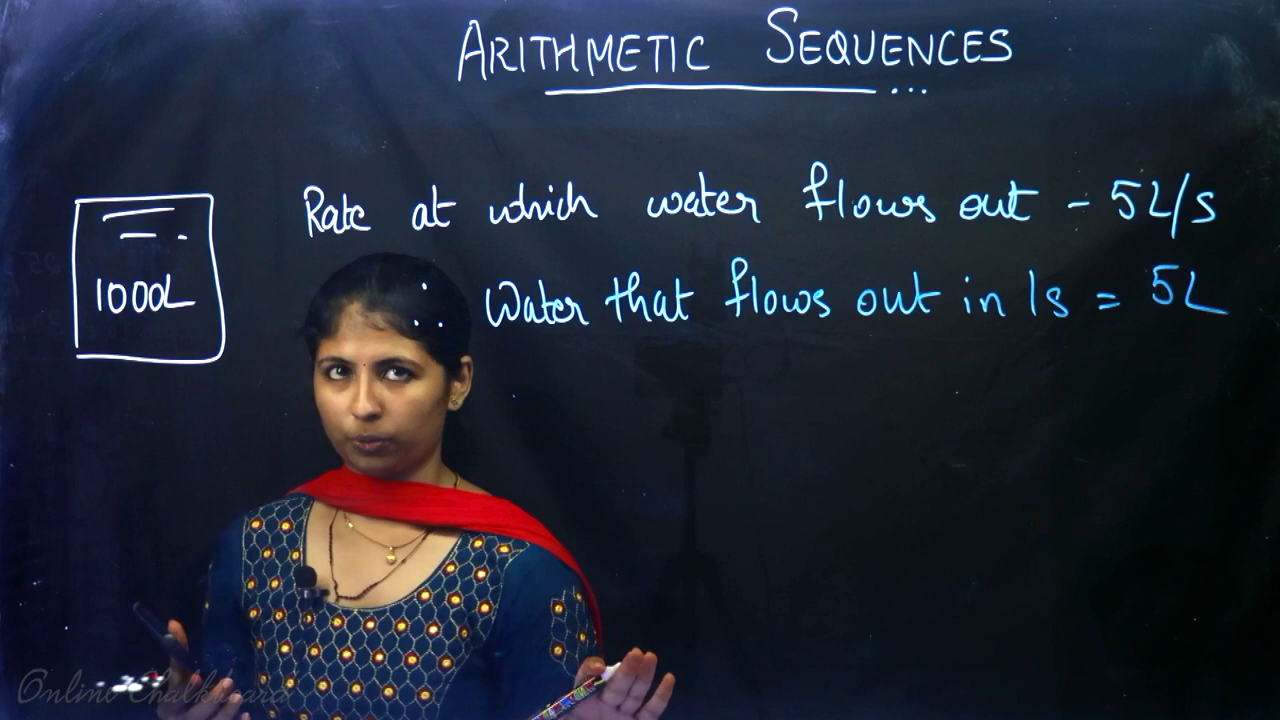 ARITHMETIC SEQUENCES ...
Rate at which water flows out - 5L/s
1000L
∴ Water that flows out in 1s = 5L